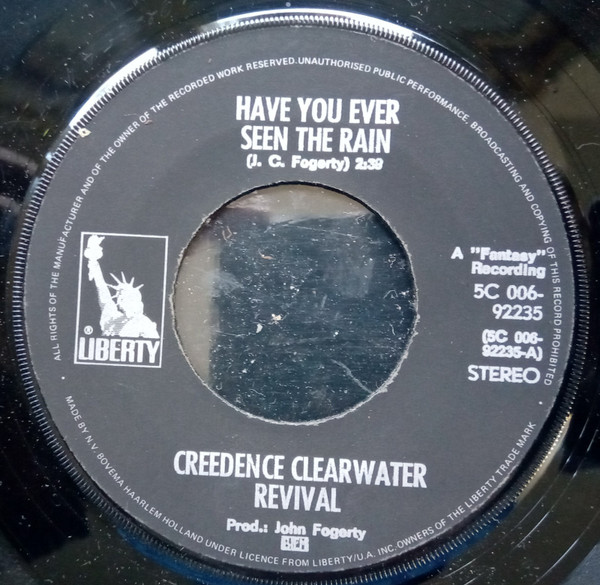 ALL RIGHTS OF THE MANUFACTURER AND OF THE OWNER OF THE RECORDED WORK RESERVED. UNAUTHORISED PUBLIC PERFORMANCE, BROADCASTING AND COPYING OF THIS RECORD PROHIBITED
HAVE YOU EVER
SEEN THE RAIN
(J. C. Fogerty) 2:39
® LIBERTY
A "Fantasy"
Recording
5C 006-
92235
(5C 006-
92235-A)
STEREO
CREEDENCE CLEARWATER
REVIVAL
Prod.: John Fogerty
MADE BY N.V. BOVEMA HAARLEM HOLLAND UNDER LICENCE FROM LIBERTY/U.A. INC. OWNERS OF THE LIBERTY TRADE MARK